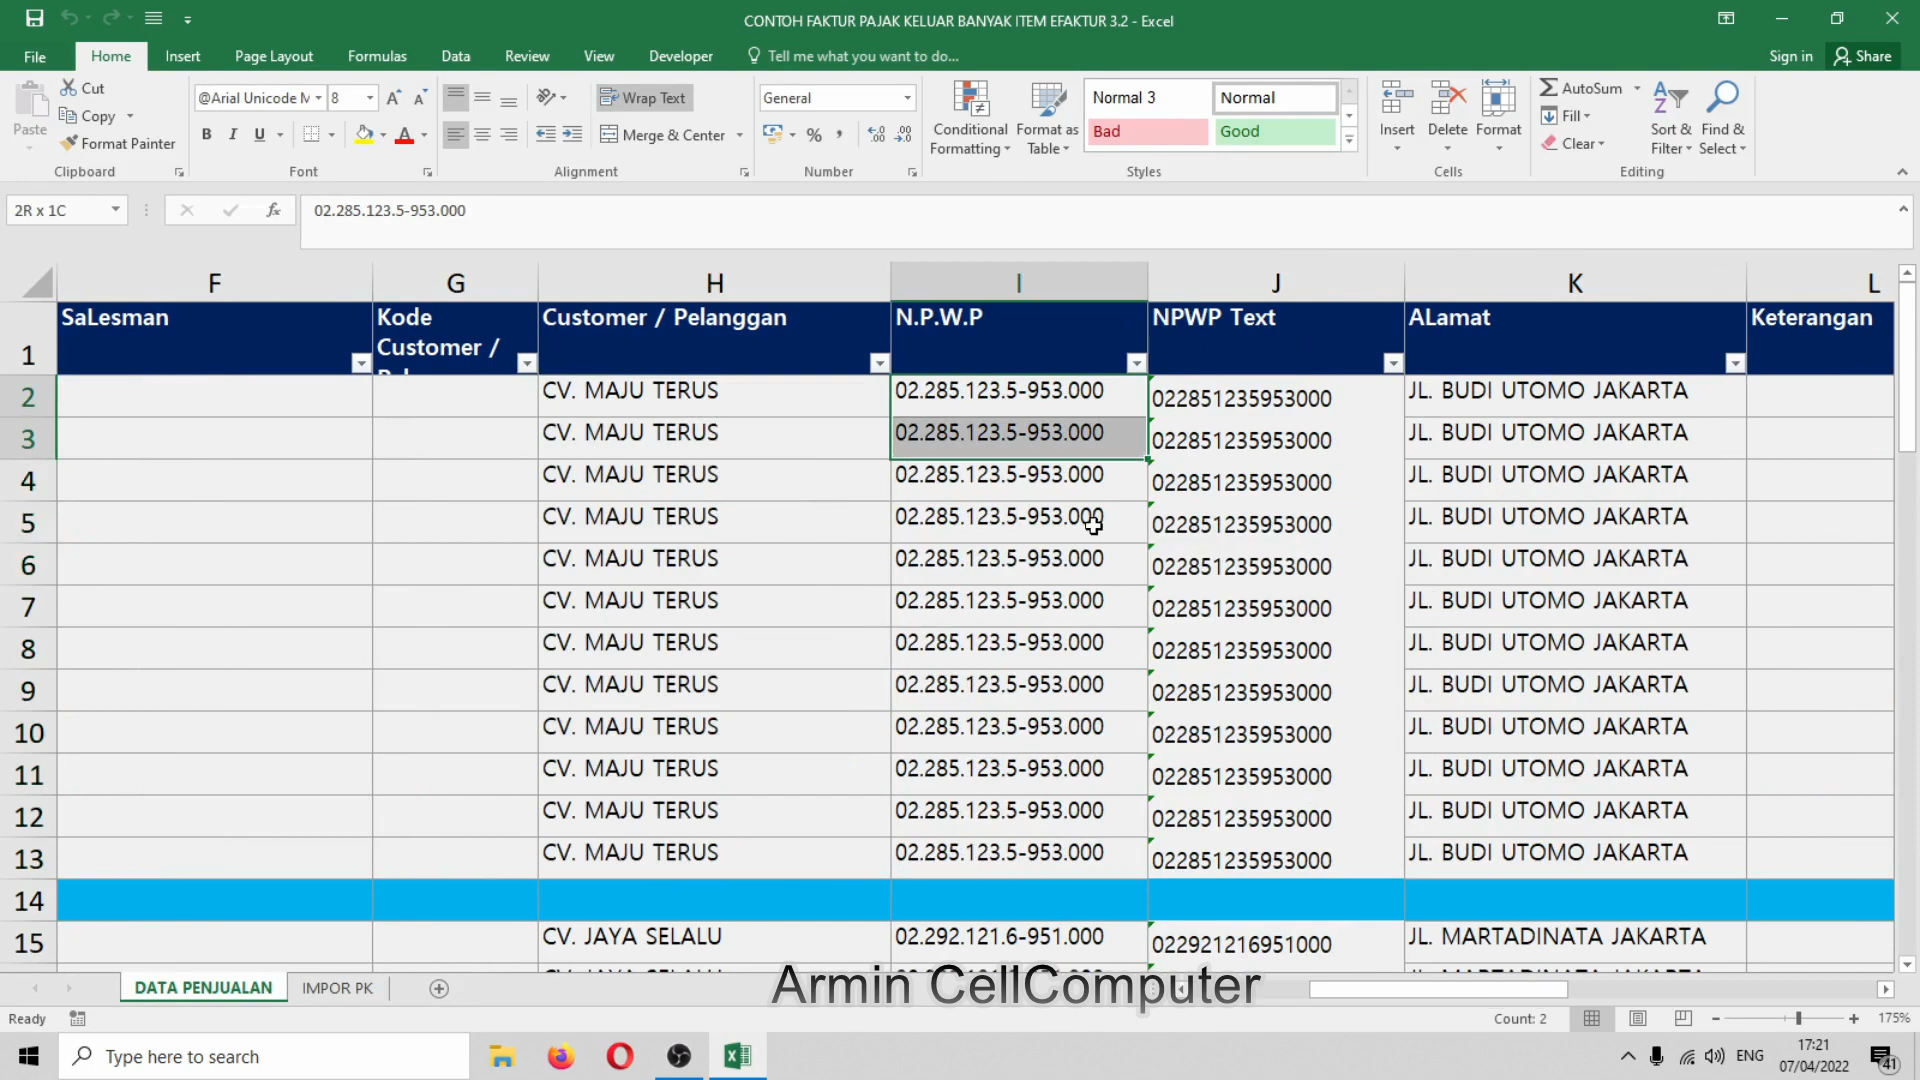 CONTOH FAKTUR PAJAK KELUAR BANYAK ITEM EFAKTUR 3.2 - Excel
File Home Insert Page Layout Formulas Data Review View Developer Tell me what you want to do... Sign in Share
Paste
Cut
Copy
Format Painter
Clipboard
@Arial Unicode M 8
B I U
Font
Wrap Text
Merge & Center
Alignment
General
%
Number
Conditional Formatting
Format as Table
Normal 3 Normal
Bad Good
Styles
Insert Delete Format
Cells
AutoSum
Fill
Clear
Sort & Filter
Find & Select
Editing
2R x 1C fx 02.285.123.5-953.000
F G H I J K L
1 SaLesman Kode Customer / Customer / Pelanggan N.P.W.P NPWP Text ALamat Keterangan
2 CV. MAJU TERUS 02.285.123.5-953.000 022851235953000 JL. BUDI UTOMO JAKARTA
3 CV. MAJU TERUS 02.285.123.5-953.000 022851235953000 JL. BUDI UTOMO JAKARTA
4 CV. MAJU TERUS 02.285.123.5-953.000 022851235953000 JL. BUDI UTOMO JAKARTA
5 CV. MAJU TERUS 02.285.123.5-953.000 022851235953000 JL. BUDI UTOMO JAKARTA
6 CV. MAJU TERUS 02.285.123.5-953.000 022851235953000 JL. BUDI UTOMO JAKARTA
7 CV. MAJU TERUS 02.285.123.5-953.000 022851235953000 JL. BUDI UTOMO JAKARTA
8 CV. MAJU TERUS 02.285.123.5-953.000 022851235953000 JL. BUDI UTOMO JAKARTA
9 CV. MAJU TERUS 02.285.123.5-953.000 022851235953000 JL. BUDI UTOMO JAKARTA
10 CV. MAJU TERUS 02.285.123.5-953.000 022851235953000 JL. BUDI UTOMO JAKARTA
11 CV. MAJU TERUS 02.285.123.5-953.000 022851235953000 JL. BUDI UTOMO JAKARTA
12 CV. MAJU TERUS 02.285.123.5-953.000 022851235953000 JL. BUDI UTOMO JAKARTA
13 CV. MAJU TERUS 02.285.123.5-953.000 022851235953000 JL. BUDI UTOMO JAKARTA
14
15 CV. JAYA SELALU 02.292.121.6-951.000 022921216951000 JL. MARTADINATA JAKARTA
DATA PENJUALAN IMPOR PK
Armin CellComputer
Ready Count: 2 175%
Type here to search
ENG
17:21
07/04/2022
41